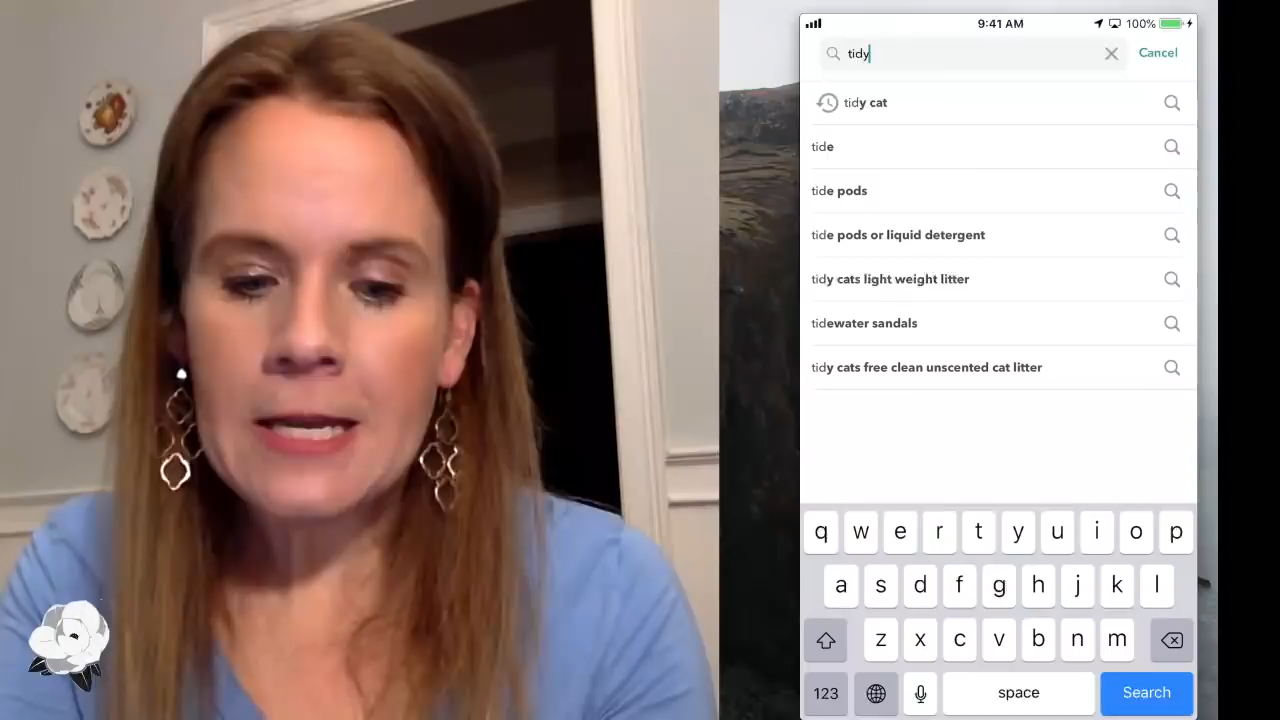 9:41 AM
100%
tidy
Cancel
tidy cat
tide
tide pods
tide pods or liquid detergent
tidy cats light weight litter
tidewater sandals
tidy cats free clean unscented cat litter
q w e r t y u i o p
a s d f g h j k l
z x c v b n m
123
space
Search